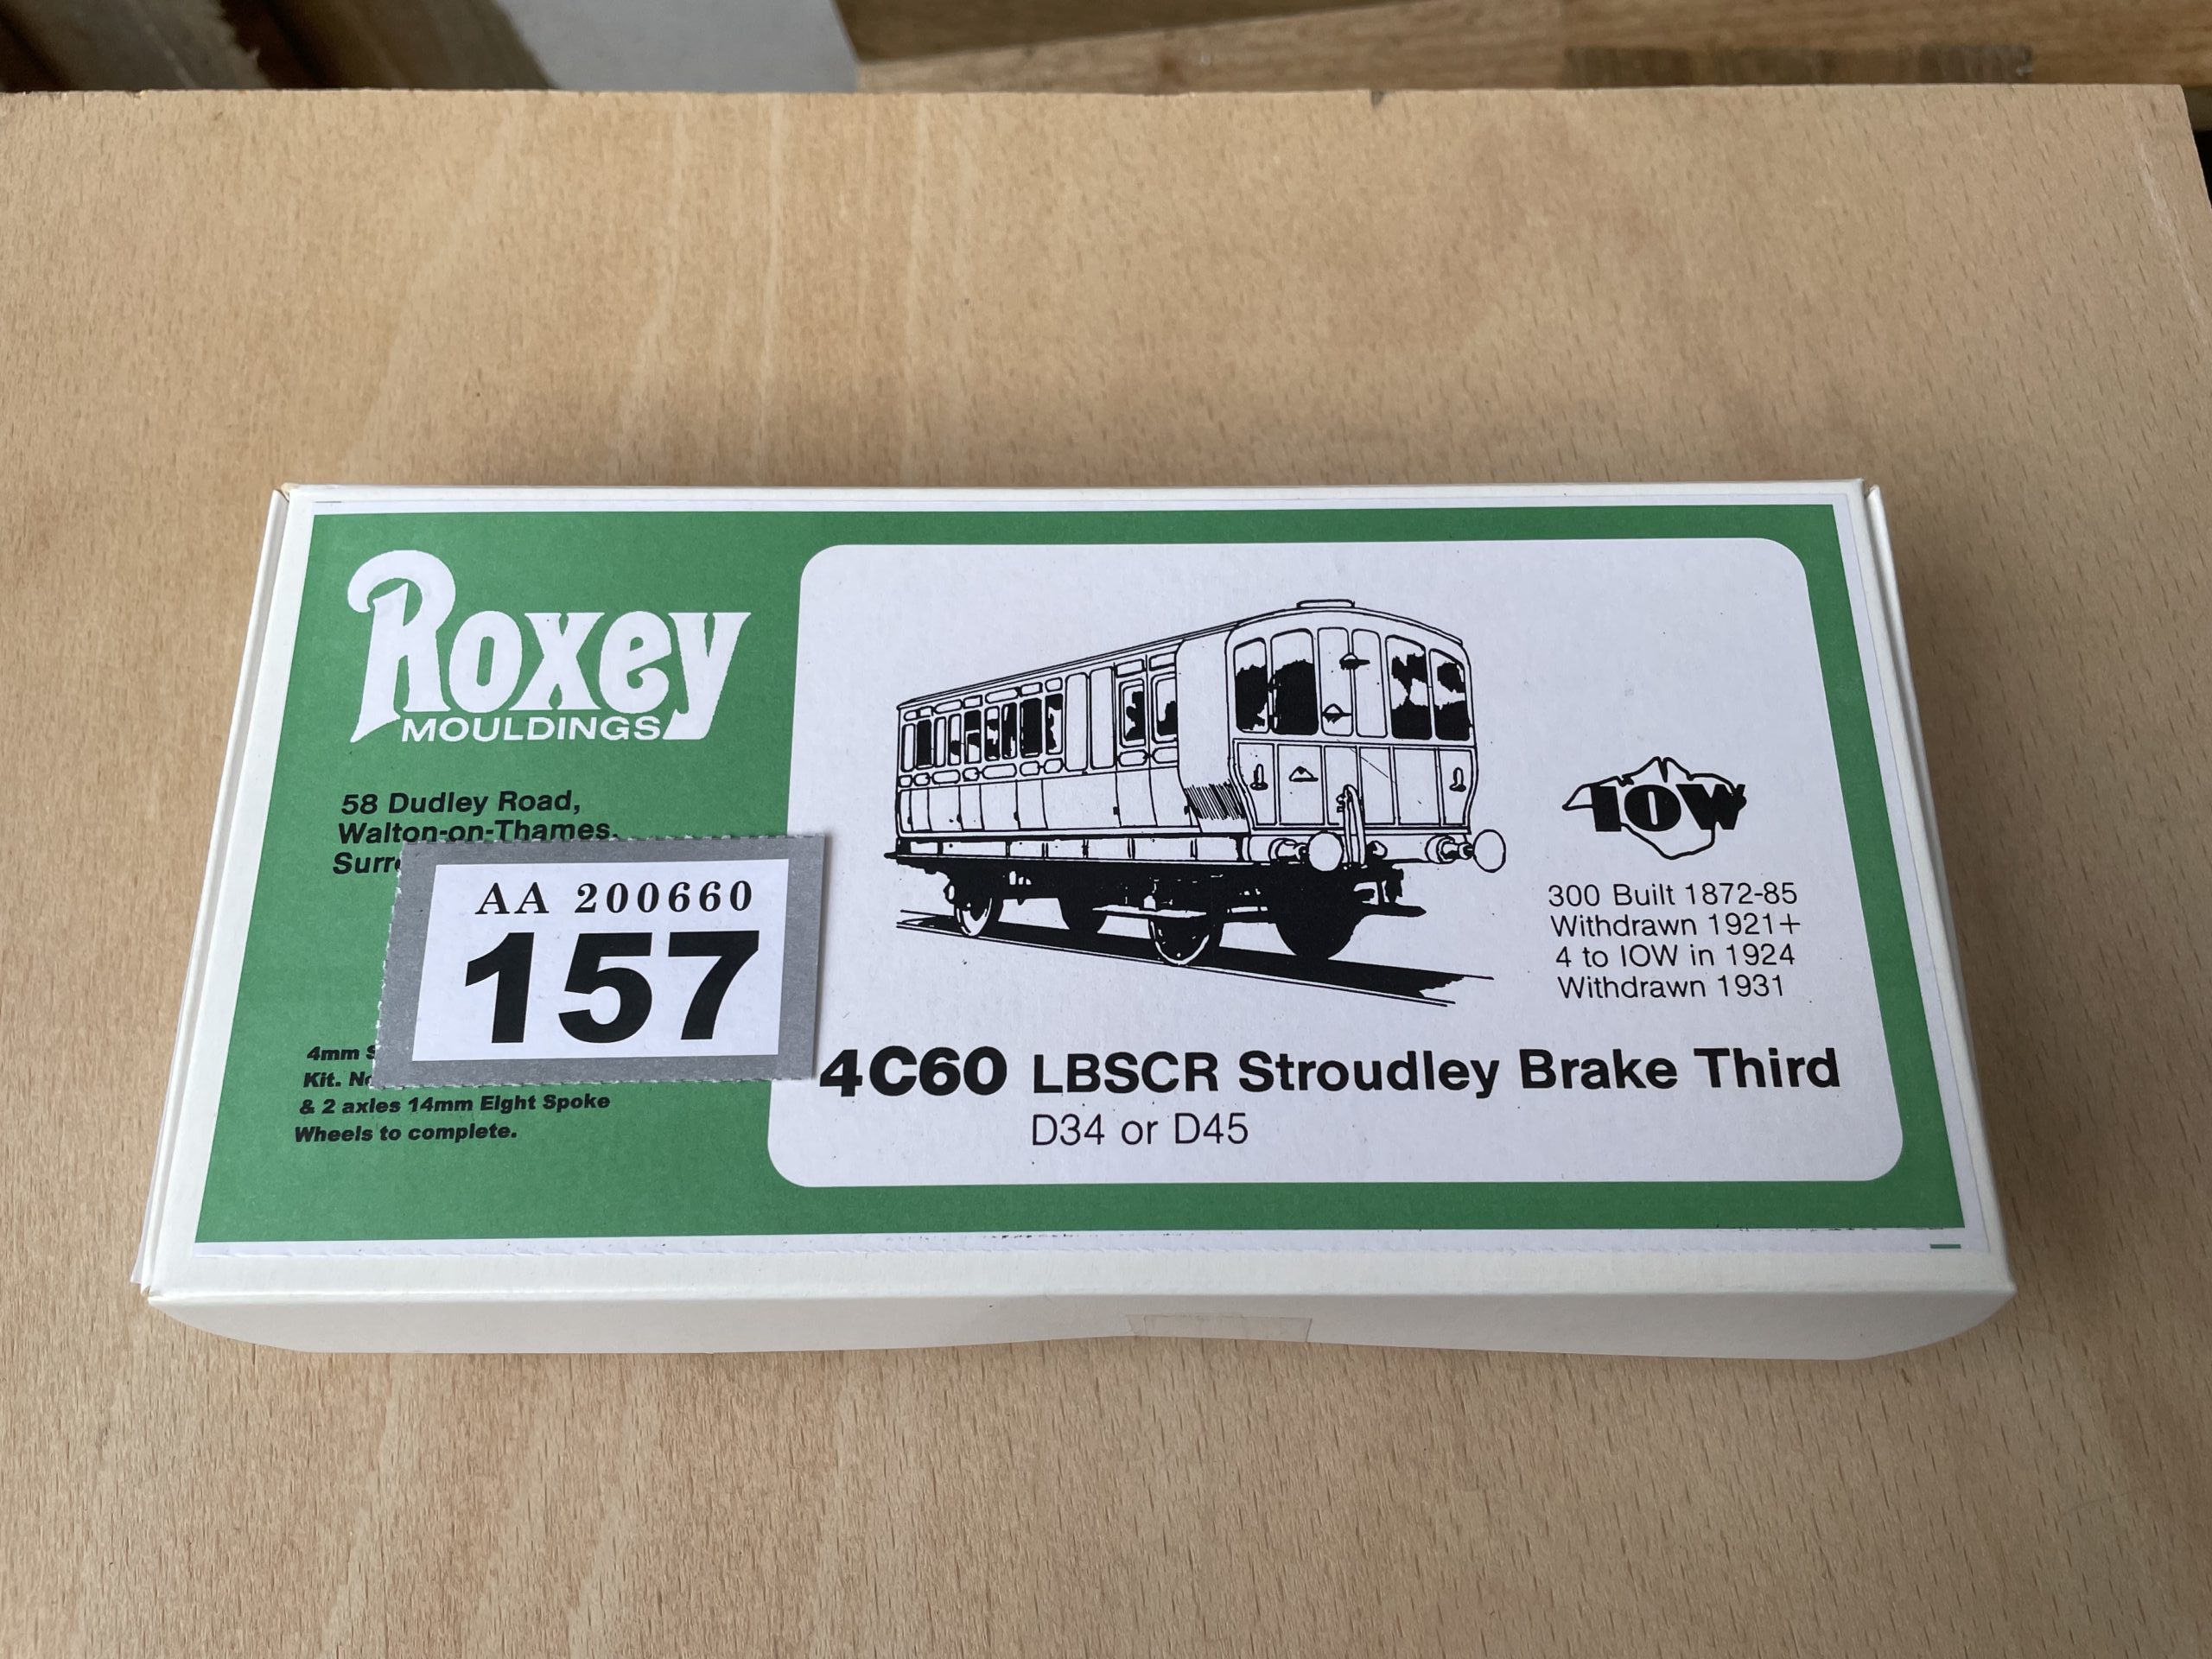 Roxey
MOULDINGS
58 Dudley Road,
Walton-on-Thames,
AA 200660
157
4mm
Kit.
& 2 axles 14mm Eight Spoke
Wheels to complete.
IOW
300 Built 1872-85
Withdrawn 1921+
4 to IOW in 1924
Withdrawn 1931
4C60 LBSCR Stroudley Brake Third
D34 or D45